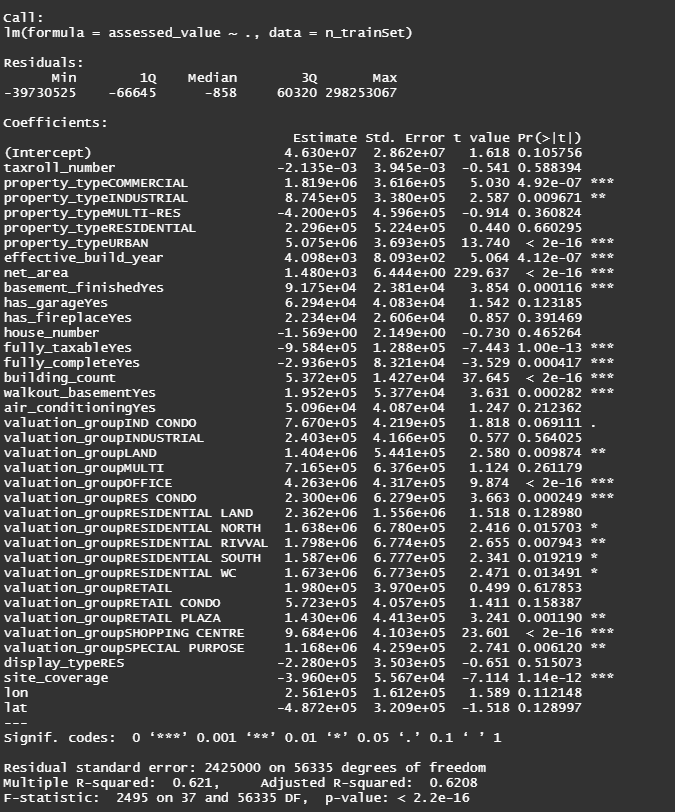 Call:
lm(formula = assessed_value ~ ., data = n_trainSet)
Residuals:
Min 1Q Median 3Q Max
-39730525 -66645 -858 60320 298253067
Coefficients:
Estimate Std. Error t value Pr(>|t|)
(Intercept) 4.630e+07 2.862e+07 1.618 0.105756
taxroll_number -2.135e-03 3.945e-03 -0.541 0.588394
property_typeCOMMERCIAL 1.819e+06 3.616e+05 5.030 4.92e-07 ***
property_typeINDUSTRIAL 8.745e+05 3.380e+05 2.587 0.009671 **
property_typeMULTI-RES -4.200e+05 4.596e+05 -0.914 0.360824
property_typeRESIDENTIAL 2.296e+05 5.224e+05 0.440 0.660295
property_typeURBAN 5.075e+06 3.693e+05 13.740 < 2e-16 ***
effective_build_year 4.098e+03 8.093e+02 5.064 4.12e-07 ***
net_area 1.480e+03 6.444e+00 229.637 < 2e-16 ***
basement_finishedYes 9.175e+04 2.381e+04 3.854 0.000116 ***
has_garageYes 6.294e+04 4.083e+04 1.542 0.123185
has_fireplaceYes 2.234e+04 2.606e+04 0.857 0.391469
house_number -1.569e+00 2.149e+00 -0.730 0.465264
fully_taxableYes -9.584e+05 1.288e+05 -7.443 1.00e-13 ***
fully_completeYes -2.936e+05 8.321e+04 -3.529 0.000417 ***
building_count 5.372e+05 1.427e+04 37.645 < 2e-16 ***
walkout_basementYes 1.952e+05 5.377e+04 3.631 0.000282 ***
air_conditioningYes 5.096e+04 4.087e+04 1.247 0.212362
valuation_groupIND CONDO 7.670e+05 4.219e+05 1.818 0.069111 .
valuation_groupINDUSTRIAL 2.403e+05 4.166e+05 0.577 0.564025
valuation_groupLAND 1.404e+06 5.441e+05 2.580 0.009874 **
valuation_groupMULTI 7.165e+05 6.376e+05 1.124 0.261179
valuation_groupOFFICE 4.263e+06 4.317e+05 9.874 < 2e-16 ***
valuation_groupRES CONDO 2.300e+06 6.279e+05 3.663 0.000249 ***
valuation_groupRESIDENTIAL LAND 2.362e+06 1.556e+06 1.518 0.128980
valuation_groupRESIDENTIAL NORTH 1.638e+06 6.780e+05 2.416 0.015703 *
valuation_groupRESIDENTIAL RIVVAL 1.798e+06 6.774e+05 2.655 0.007943 **
valuation_groupRESIDENTIAL SOUTH 1.587e+06 6.777e+05 2.341 0.019219 *
valuation_groupRESIDENTIAL WC 1.673e+06 6.773e+05 2.471 0.013491 *
valuation_groupRETAIL 1.980e+05 3.970e+05 0.499 0.617853
valuation_groupRETAIL CONDO 5.723e+05 4.057e+05 1.411 0.158387
valuation_groupRETAIL PLAZA 1.430e+06 4.413e+05 3.241 0.001190 **
valuation_groupSHOPPING CENTRE 9.684e+06 4.103e+05 23.601 < 2e-16 ***
valuation_groupSPECIAL PURPOSE 1.168e+06 4.259e+05 2.741 0.006120 **
display_typeRES -2.280e+05 3.503e+05 -0.651 0.515073
site_coverage -3.960e+05 5.567e+04 -7.114 1.14e-12 ***
lon 2.561e+05 1.612e+05 1.589 0.112148
lat -4.872e+05 3.209e+05 -1.518 0.128997
---
Signif. codes: 0 ‘***’ 0.001 ‘**’ 0.01 ‘*’ 0.05 ‘.’ 0.1 ‘ ’ 1
Residual standard error: 2425000 on 56335 degrees of freedom
Multiple R-squared: 0.621, Adjusted R-squared: 0.6208
F-statistic: 2495 on 37 and 56335 DF, p-value: < 2.2e-16